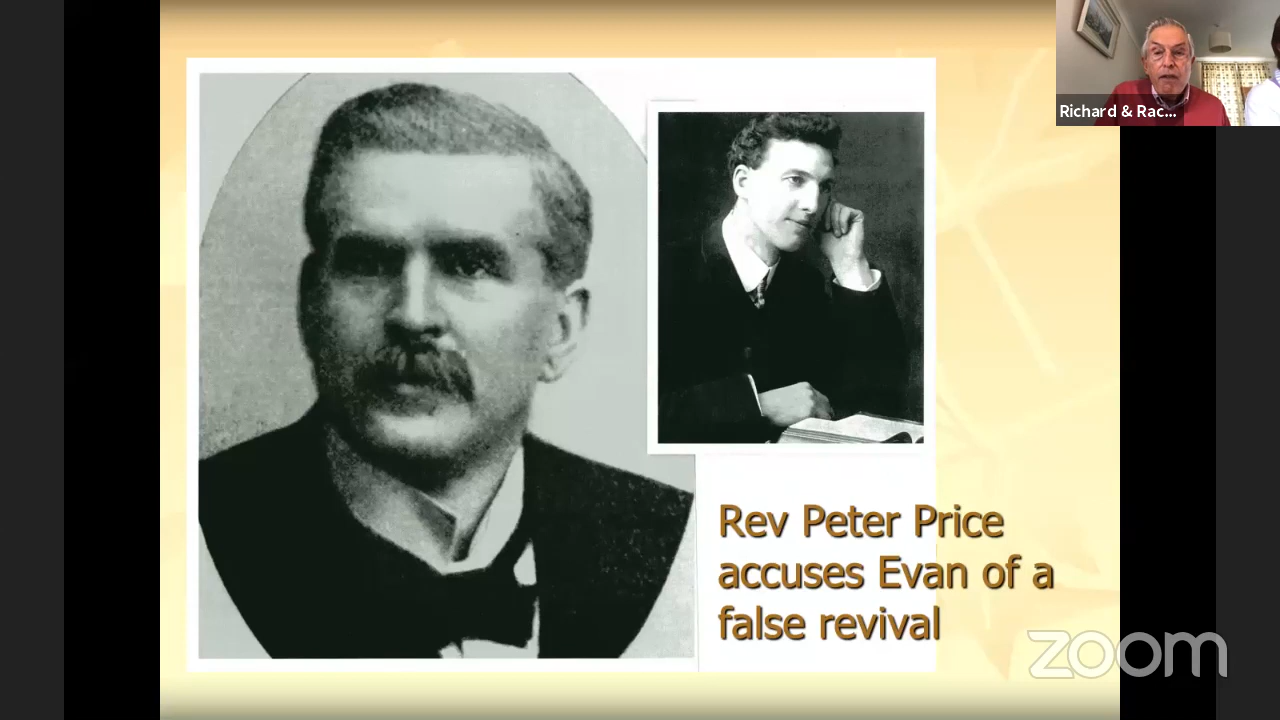 Richard & Rac...
Rev Peter Price
accuses Evan of a
false revival
zoom